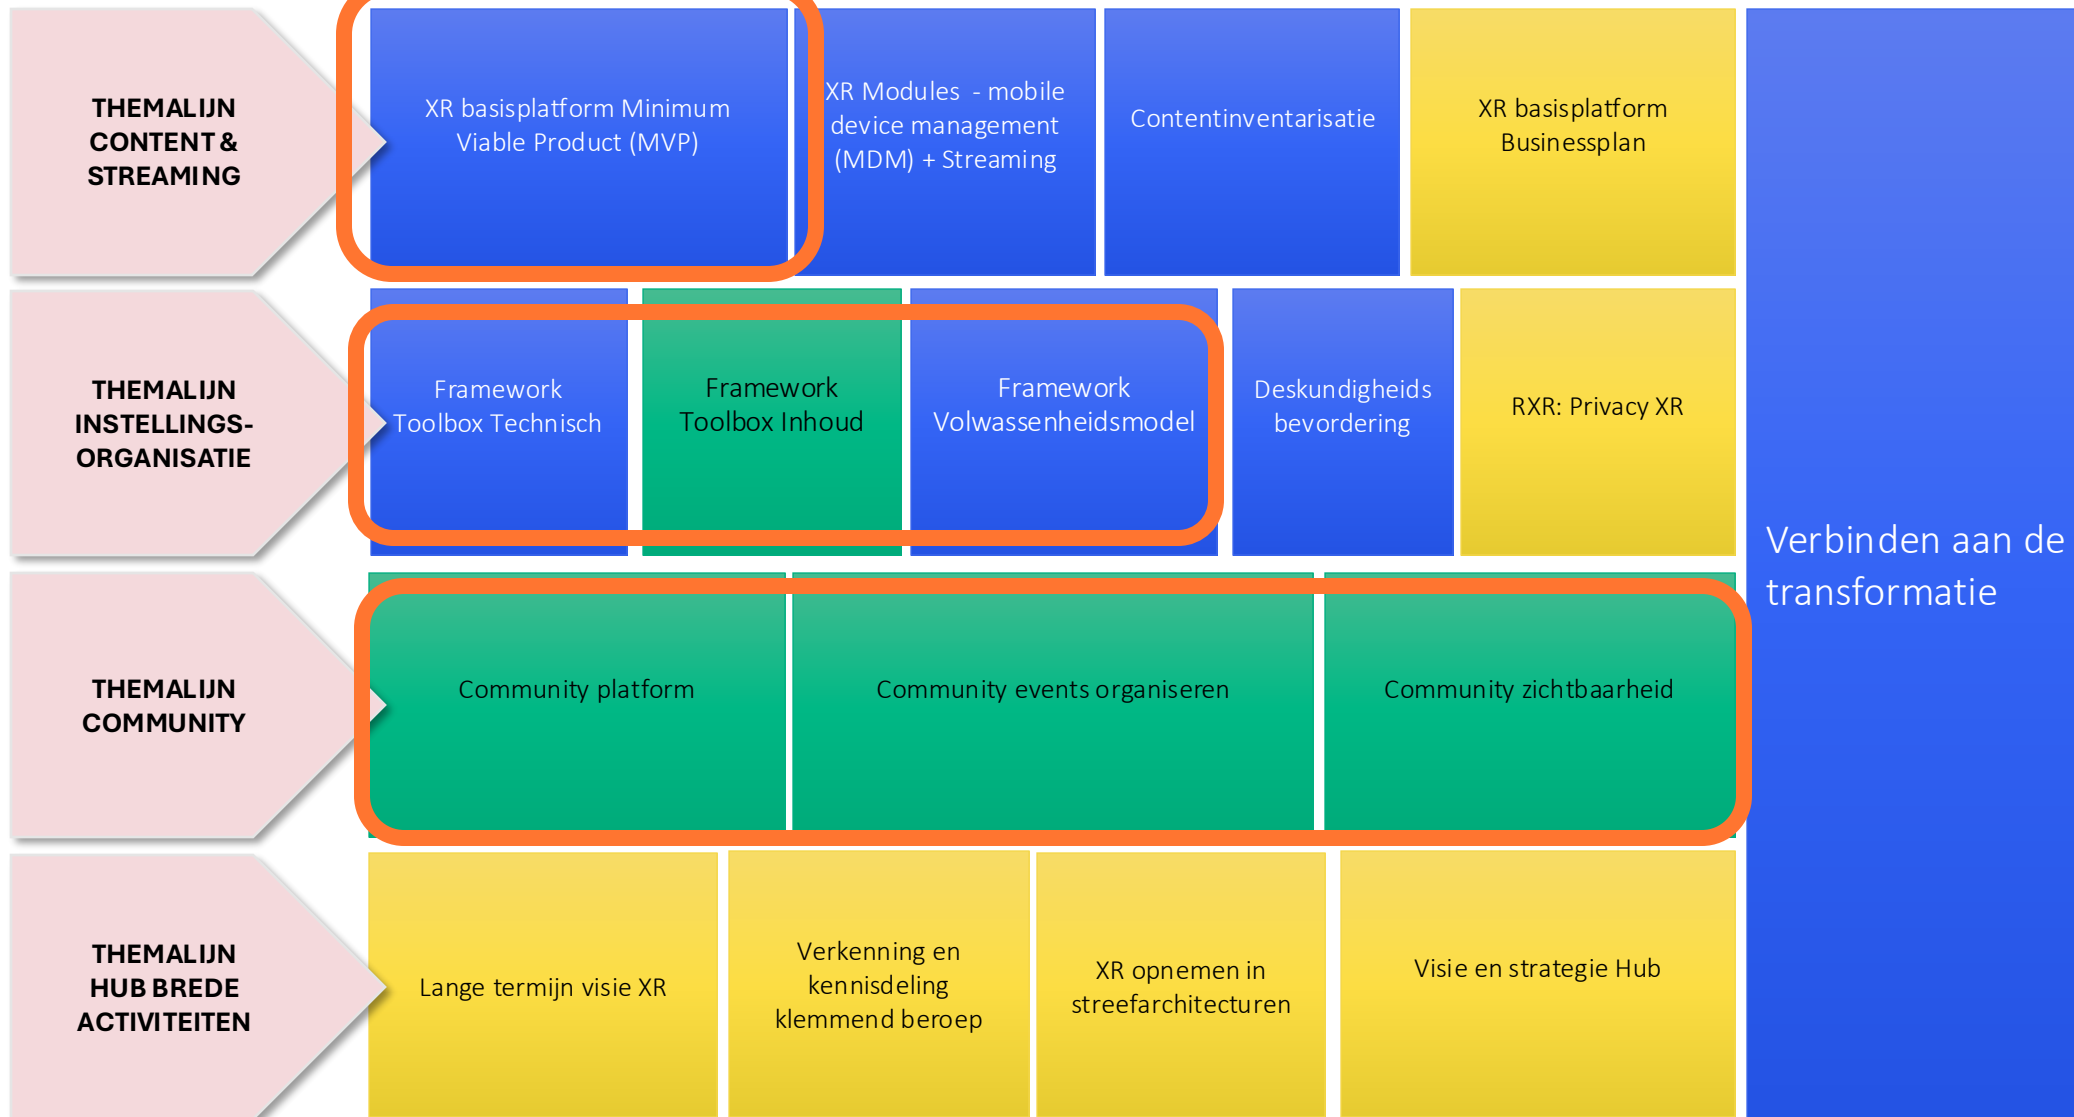 THEMALIJN
CONTENT &
STREAMING
XR basisplatform Minimum
Viable Product (MVP)
XR Modules - mobile
device management
(MDM) + Streaming
Contentinventarisatie
XR basisplatform
Businessplan
THEMALIJN
INSTELLINGS-
ORGANISATIE
Framework
Toolbox Technisch
Framework
Toolbox Inhoud
Framework
Volwassenheidsmodel
Deskundigheids
bevordering
RXR: Privacy XR
Verbinden aan de
transformatie
THEMALIJN
COMMUNITY
Community platform
Community events organiseren
Community zichtbaarheid
THEMALIJN
HUB BREDE
ACTIVITEITEN
Lange termijn visie XR
Verkenning en
kennisdeling
klemmend beroep
XR opnemen in
streefarchitecturen
Visie en strategie Hub